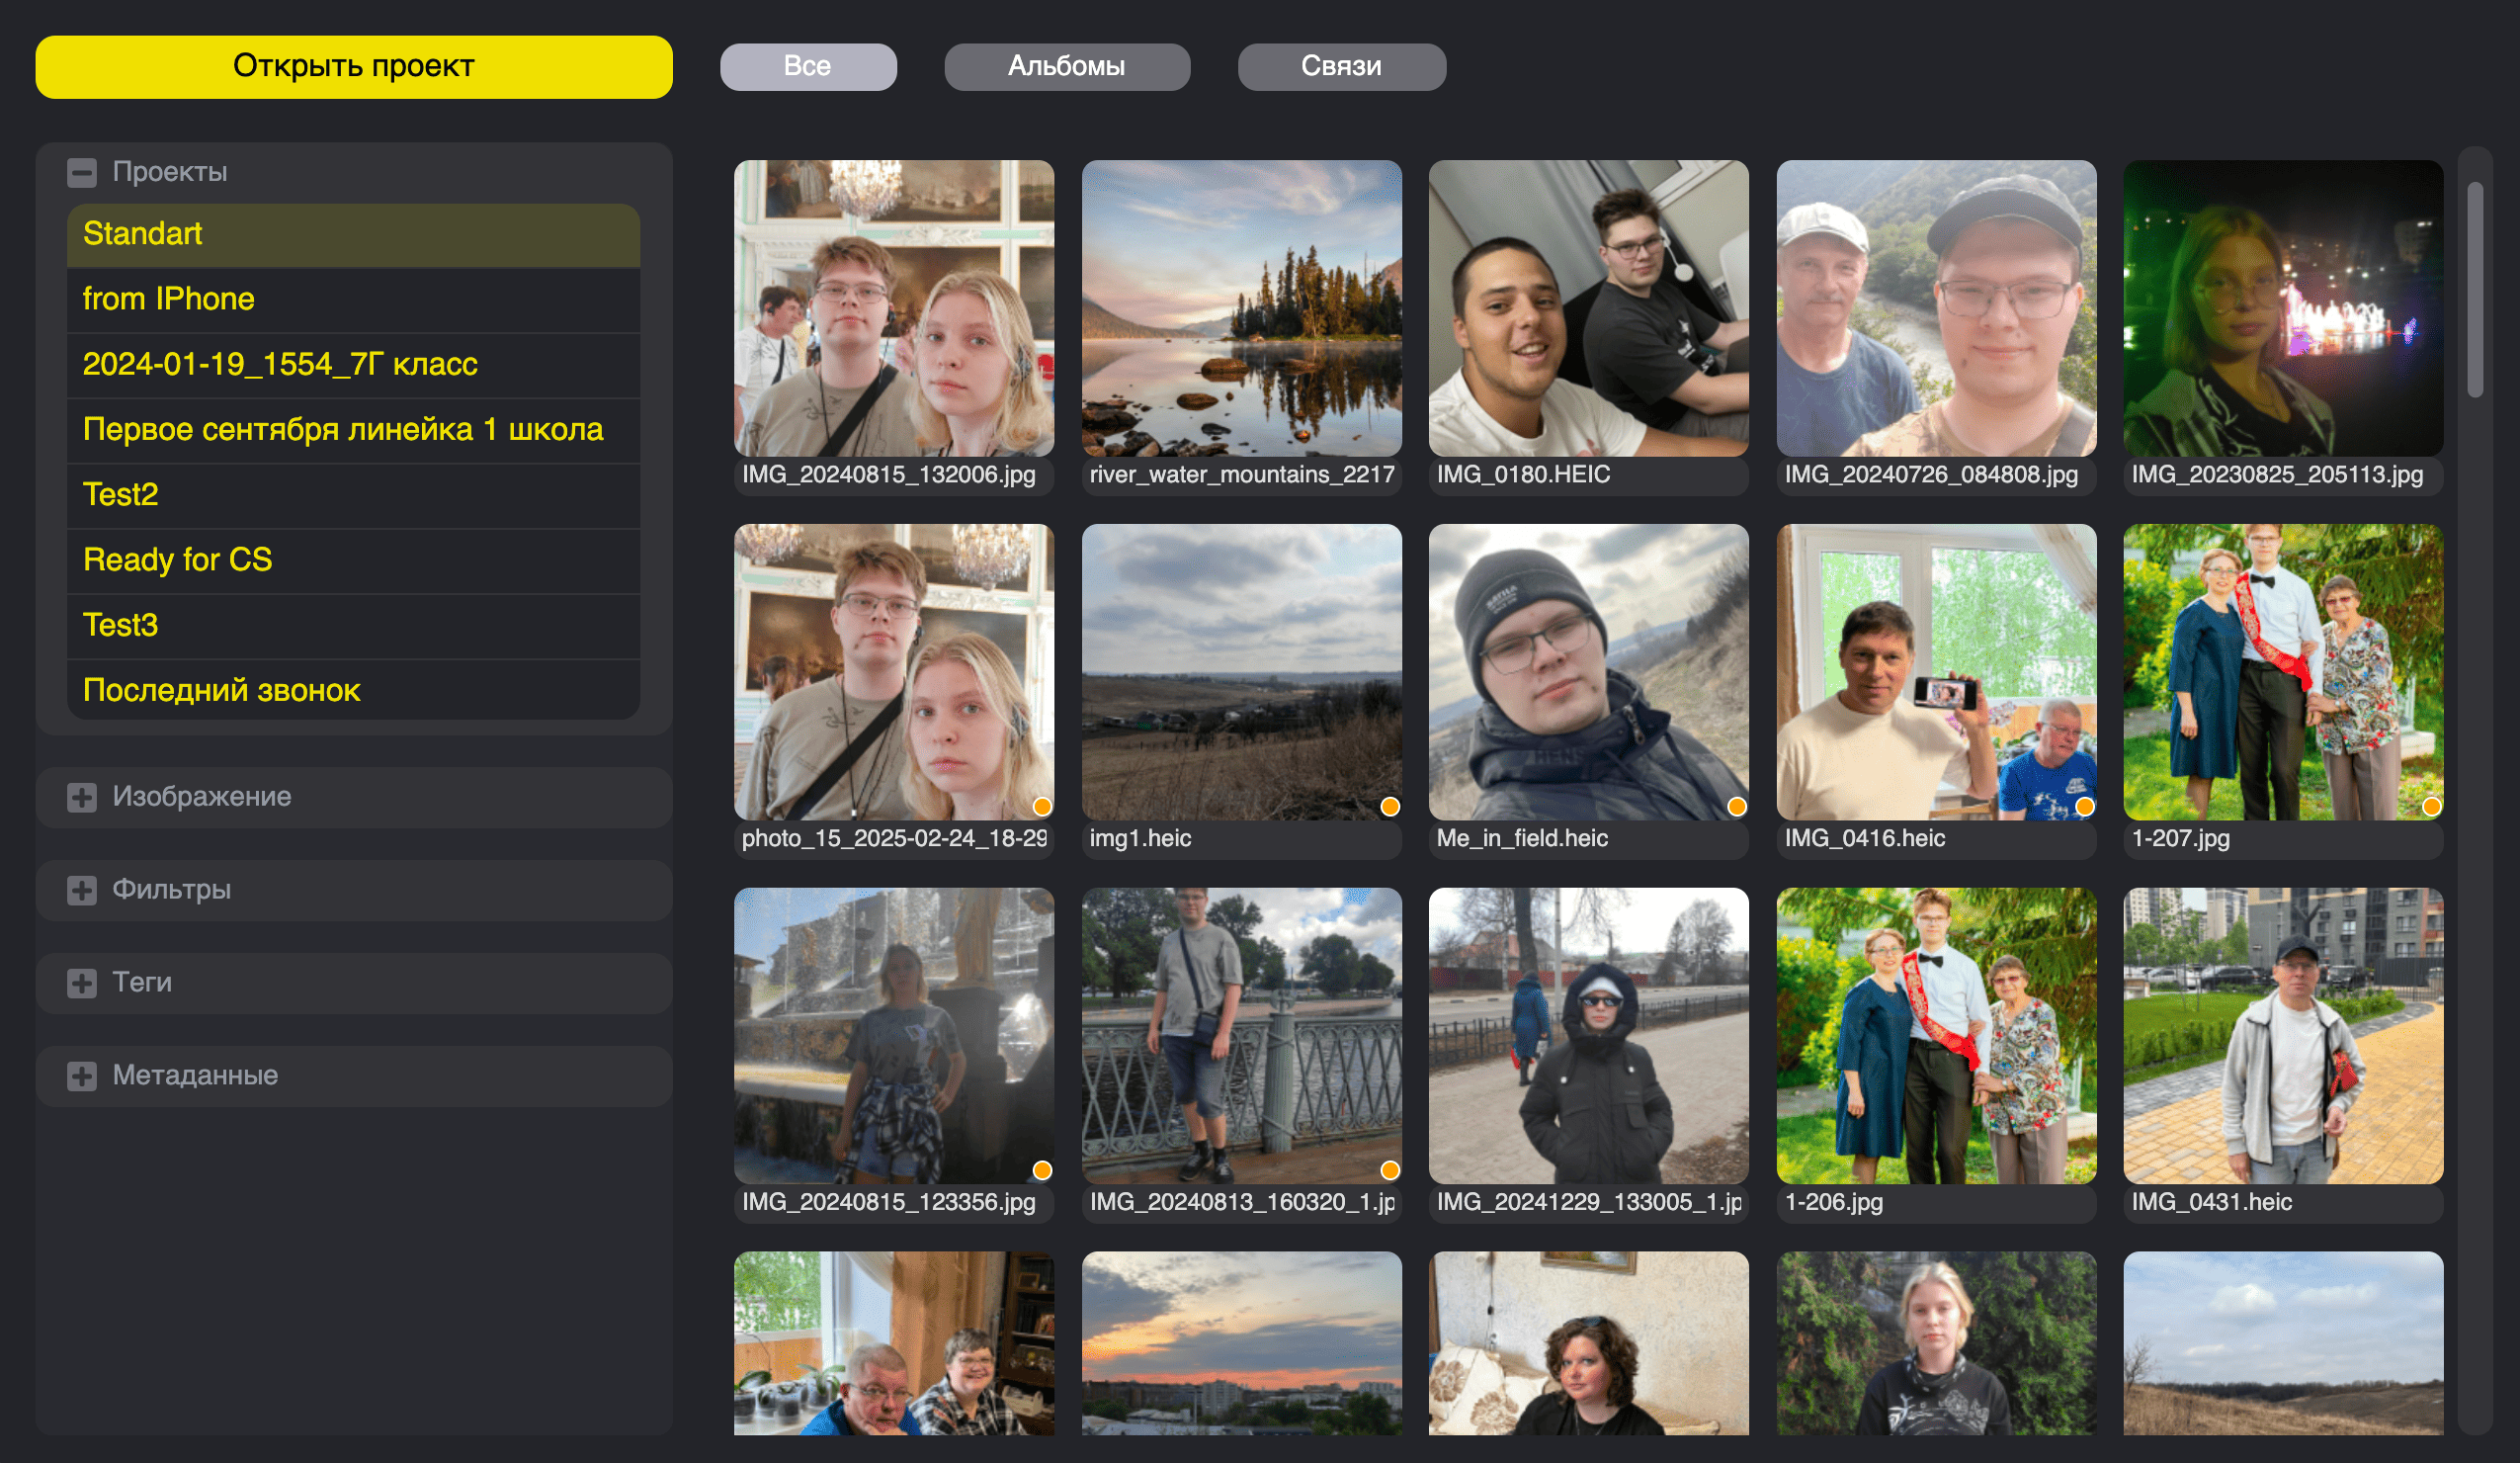 Открыть проект
Все
Альбомы
Связи
Проекты
Standart
from IPhone
2024-01-19_1554_7Г класс
Первое сентября линейка 1 школа
Test2
Ready for CS
Test3
Последний звонок
Изображение
Фильтры
Теги
Метаданные
IMG_20240815_132006.jpg
river_water_mountains_2217
IMG_0180.HEIC
IMG_20240726_084808.jpg
IMG_20230825_205113.jpg
photo_15_2025-02-24_18-29
img1.heic
Me_in_field.heic
IMG_0416.heic
1-207.jpg
IMG_20240815_123356.jpg
IMG_20240813_160320_1.jp
IMG_20241229_133005_1.jp
1-206.jpg
IMG_0431.heic